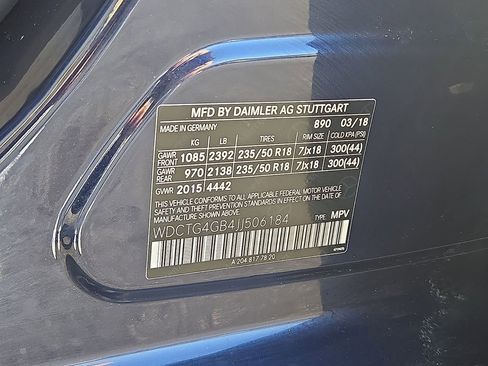 MFD BY DAIMLER AG STUTTGART
MADE IN GERMANY 890 03/18
KG LB TIRES RIM SIZE COLD KPA (PSI)
GAWR FRONT 1085 2392 235/50 R18 7Jx18 300(44)
GAWR REAR 970 2138 235/50 R18 7Jx18 300(44)
GVWR 2015 4442
THIS VEHICLE CONFORMS TO ALL APPLICABLE FEDERAL MOTOR VEHICLE
SAFETY AND THEFT PREVENTION STANDARDS IN EFFECT ON THE DATE OF
MANUFACTURE SHOWN ABOVE.
WDCTG4GB4JJ506184 TYPE: MPV
A 204 817 78 20